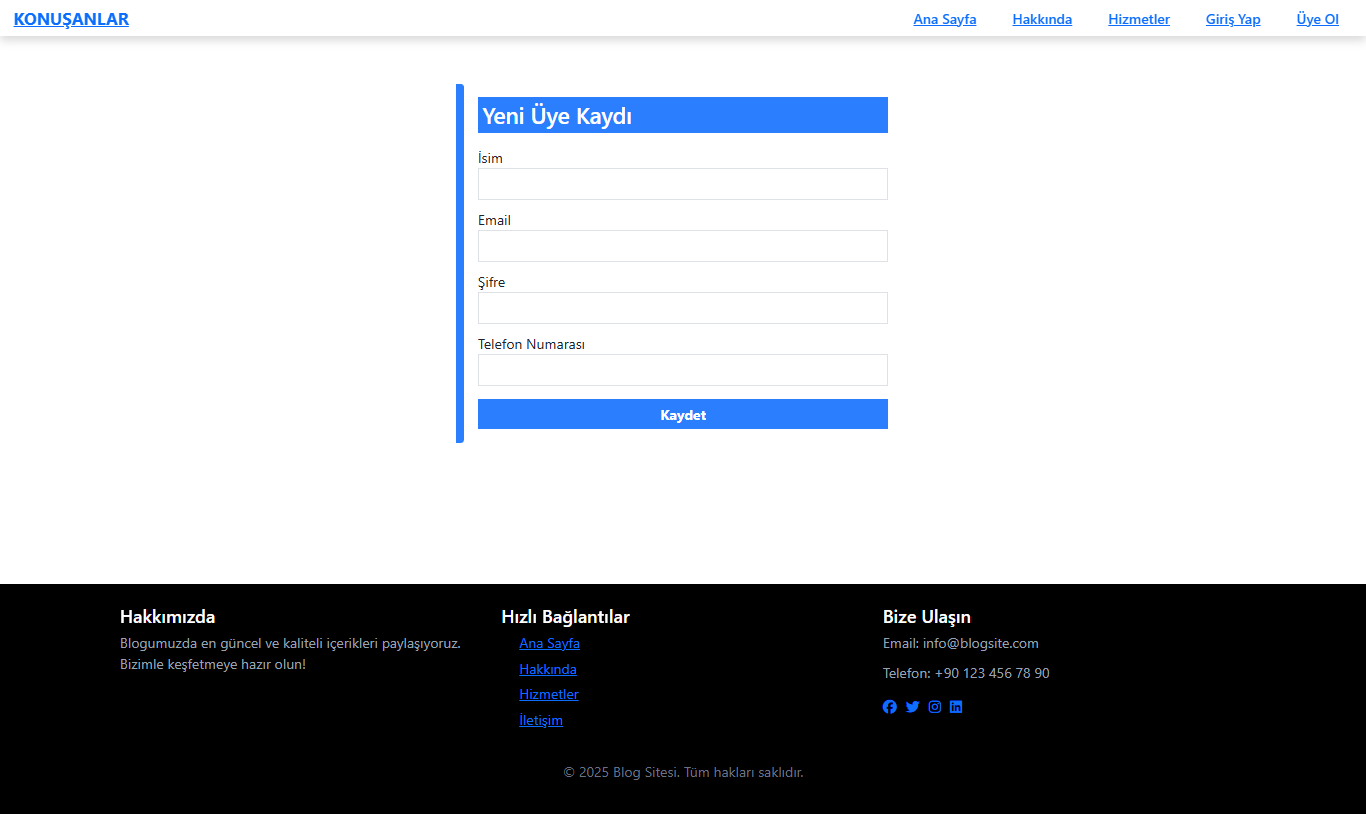 KONUŞANLAR
Ana Sayfa Hakkında Hizmetler Giriş Yap Üye Ol
Yeni Üye Kaydı
İsim
Email
Şifre
Telefon Numarası
Kaydet
Hakkımızda
Blogumuzda en güncel ve kaliteli içerikleri paylaşıyoruz.
Bizimle keşfetmeye hazır olun!
Hızlı Bağlantılar
Ana Sayfa
Hakkında
Hizmetler
İletişim
Bize Ulaşın
Email: info@blogsite.com
Telefon: +90 123 456 78 90
© 2025 Blog Sitesi. Tüm hakları saklıdır.